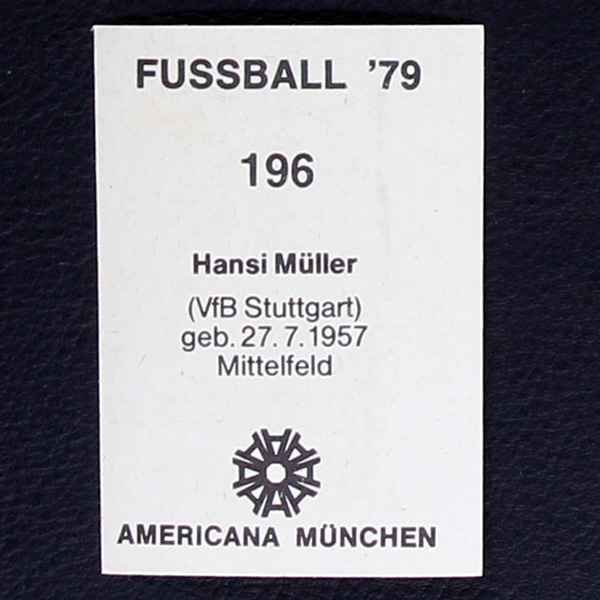 FUSSBALL ’79
196
Hansi Müller
(VfB Stuttgart)
geb. 27. 7. 1957
Mittelfeld
AMERICANA MÜNCHEN